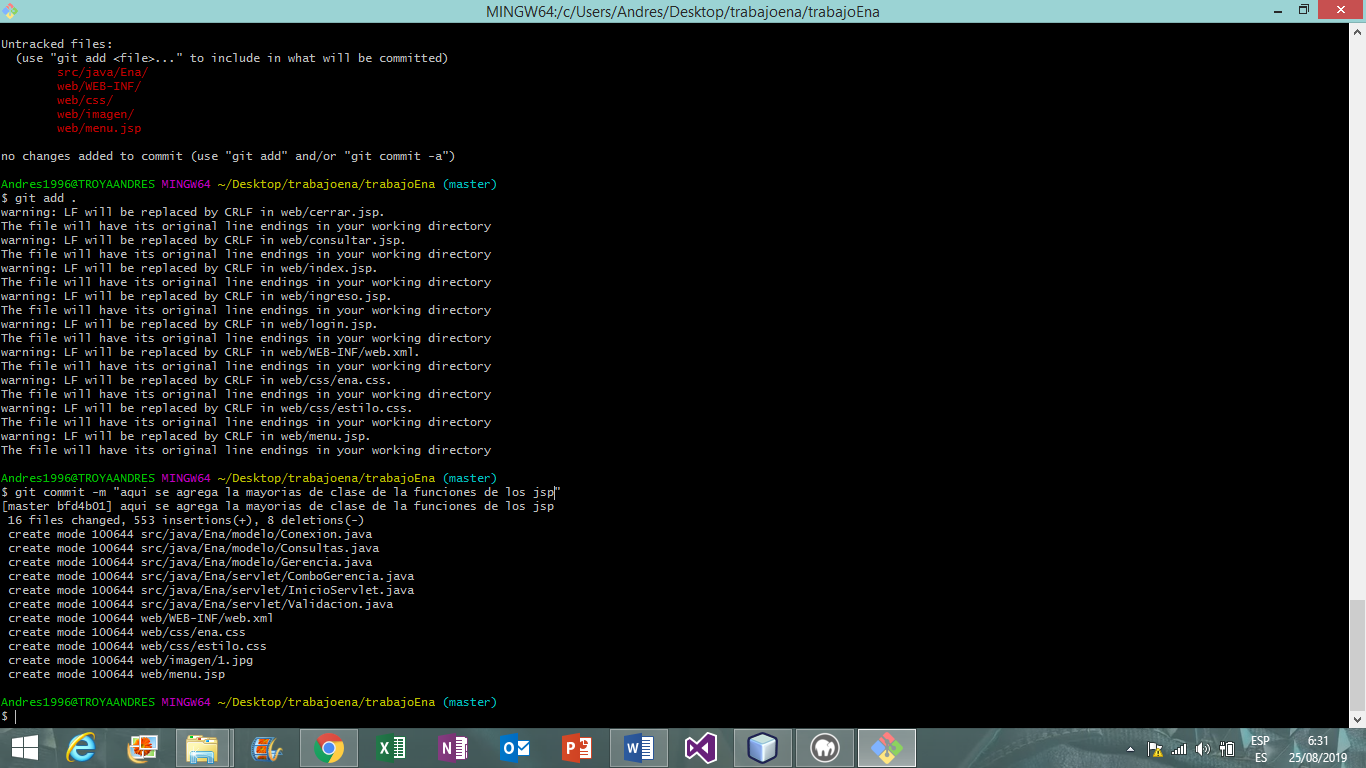 MINGW64:/c/Users/Andres/Desktop/trabajoena/trabajoEna
Untracked files:
  (use "git add <file>..." to include in what will be committed)
        src/java/Ena/
        web/WEB-INF/
        web/css/
        web/imagen/
        web/menu.jsp
no changes added to commit (use "git add" and/or "git commit -a")
Andres1996@TROYAANDRES MINGW64 ~/Desktop/trabajoena/trabajoEna (master)
$ git add .
warning: LF will be replaced by CRLF in web/cerrar.jsp.
The file will have its original line endings in your working directory
warning: LF will be replaced by CRLF in web/consultar.jsp.
The file will have its original line endings in your working directory
warning: LF will be replaced by CRLF in web/index.jsp.
The file will have its original line endings in your working directory
warning: LF will be replaced by CRLF in web/ingreso.jsp.
The file will have its original line endings in your working directory
warning: LF will be replaced by CRLF in web/login.jsp.
The file will have its original line endings in your working directory
warning: LF will be replaced by CRLF in web/WEB-INF/web.xml.
The file will have its original line endings in your working directory
warning: LF will be replaced by CRLF in web/css/ena.css.
The file will have its original line endings in your working directory
warning: LF will be replaced by CRLF in web/css/estilo.css.
The file will have its original line endings in your working directory
warning: LF will be replaced by CRLF in web/menu.jsp.
The file will have its original line endings in your working directory
Andres1996@TROYAANDRES MINGW64 ~/Desktop/trabajoena/trabajoEna (master)
$ git commit -m "aqui se agrega la mayorias de clase de la funciones de los jsp"
[master bfd4b01] aqui se agrega la mayorias de clase de la funciones de los jsp
 16 files changed, 553 insertions(+), 8 deletions(-)
 create mode 100644 src/java/Ena/modelo/Conexion.java
 create mode 100644 src/java/Ena/modelo/Consultas.java
 create mode 100644 src/java/Ena/modelo/Gerencia.java
 create mode 100644 src/java/Ena/servlet/ComboGerencia.java
 create mode 100644 src/java/Ena/servlet/InicioServlet.java
 create mode 100644 src/java/Ena/servlet/Validacion.java
 create mode 100644 web/WEB-INF/web.xml
 create mode 100644 web/css/ena.css
 create mode 100644 web/css/estilo.css
 create mode 100644 web/imagen/1.jpg
 create mode 100644 web/menu.jsp
Andres1996@TROYAANDRES MINGW64 ~/Desktop/trabajoena/trabajoEna (master)
$
ESP
ES
6:31
25/08/2019